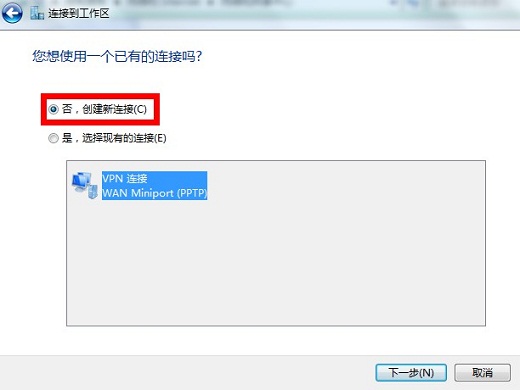 连接到工作区
您想使用一个已有的连接吗?
否，创建新连接(C)
是，选择现有的连接(E)
VPN 连接
WAN Miniport (PPTP)
下一步(N)
取消